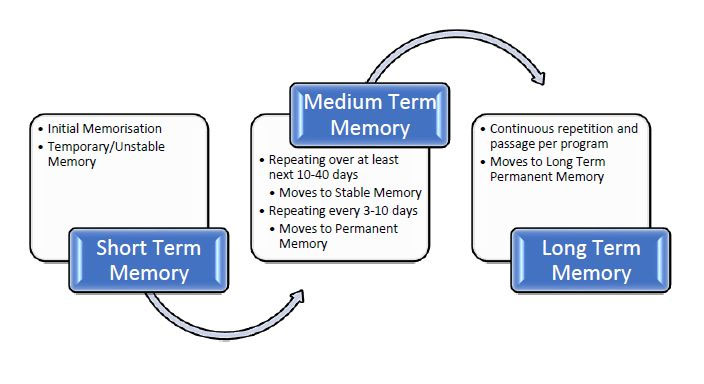 • Initial Memorisation
• Temporary/Unstable
Memory
Short Term
Memory
Medium Term
Memory
• Repeating over at least
next 10-40 days
• Moves to Stable Memory
• Repeating every 3-10 days
• Moves to Permanent
Memory
• Continuous repetition and
passage per program
• Moves to Long Term
Permanent Memory
Long Term
Memory